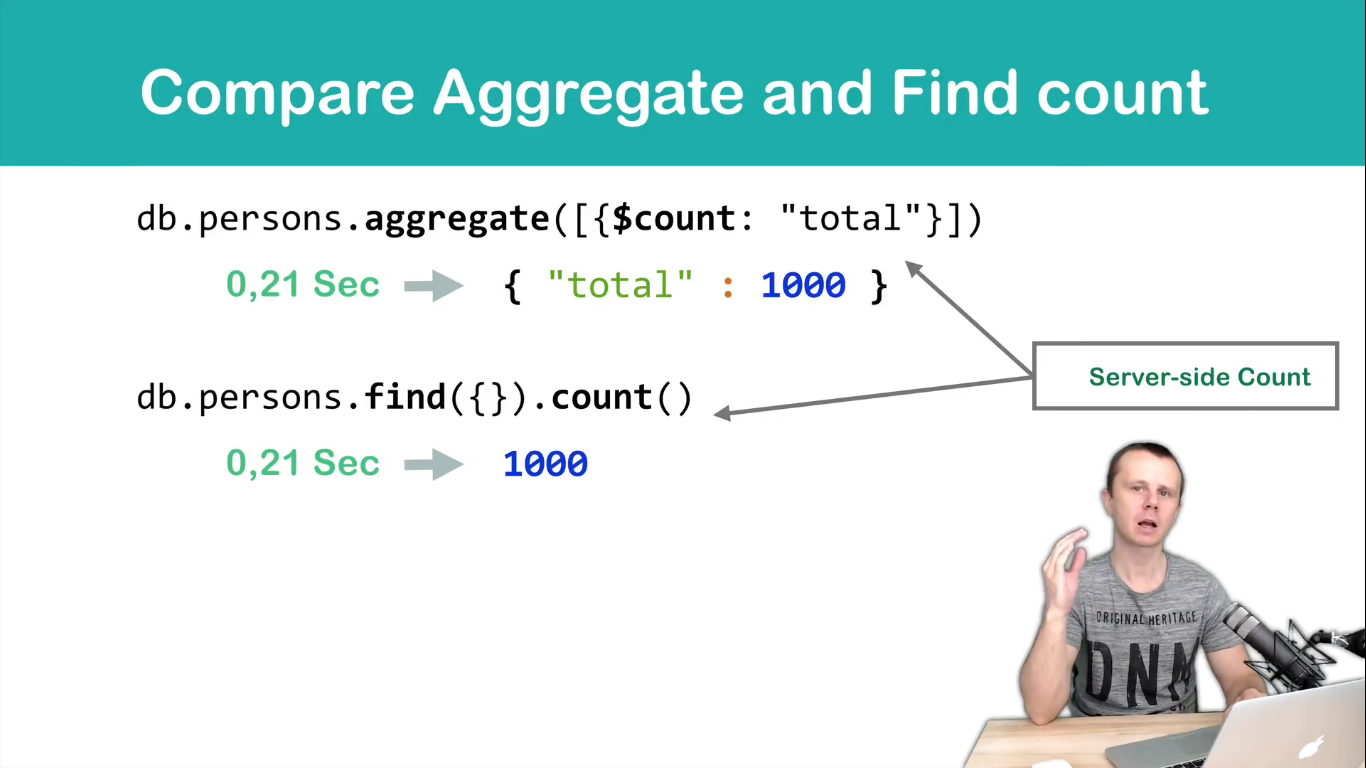 Compare Aggregate and Find count
db.persons.aggregate([{$count: "total"}])
0,21 Sec
{ "total" : 1000 }
Server-side Count
db.persons.find({}).count()
0,21 Sec
1000
ORIGINAL HERITAGE
DNM